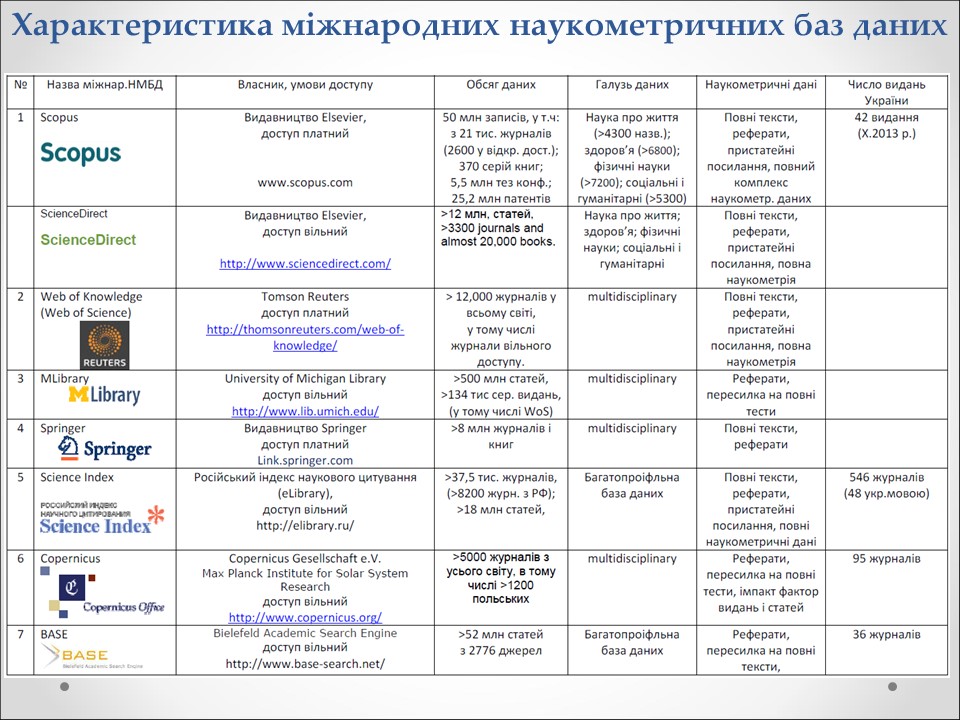 Характеристика міжнародних наукометричних баз даних
№
Назва міжнар.НМБД
Власник, умови доступу
Обсяг даних
Галузь даних
Наукометричні дані
Число видань
України
1
Scopus
Scopus
Видавництво Elsevier,
доступ платний
www.scopus.com
50 млн записів, у т.ч:
з 21 тис. журналів
(2600 у відкр. дост.);
370 серій книг;
5,5 млн тез конф.;
25,2 млн патентів
Наука про життя
(>4300 назв.);
здоров’я (>6800);
фізичні науки
(>7200); соціальні і
гуманітарні (>5300)
Повні тексти,
реферати,
пристатейні
посилання, повний
комплекс
наукометр. даних
42 видання
(X.2013 р.)
ScienceDirect
ScienceDirect
Видавництво Elsevier,
доступ вільний
http://www.sciencedirect.com/
>12 млн, статей,
>3300 journals and
almost 20,000 books.
Наука про життя;
здоров’я; фізичні
науки; соціальні і
гуманітарні
Повні тексти,
реферати,
пристатейні
посилання, повна
наукометрія
2
Web of Knowledge
(Web of Science)
REUTERS
Tomson Reuters
доступ платний
http://thomsonreuters.com/web-of-
knowledge/
> 12,000 журналів у
всьому світі,
у тому числі
журнали вільного
доступу.
multidisciplinary
Повні тексти,
реферати,
пристатейні
посилання, повна
наукометрія
3
MLibrary
MLibrary
University of Michigan Library
доступ вільний
http://www.lib.umich.edu/
>500 млн статей,
>134 тис сер. видань,
(у тому числі WoS)
multidisciplinary
Реферати,
пересилка на повні
тести
4
Springer
Springer
Видавництво Springer
доступ платний
Link.springer.com
>8 млн журналів і
книг
multidisciplinary
Повні тексти,
реферати
5
Science Index
РОССИЙСКИЙ ИНДЕКС
НАУЧНОГО ЦИТИРОВАНИЯ
Science Index
Російський індекс наукового цитування
(eLibrary),
доступ вільний
http://elibrary.ru/
>37,5 тис. журналів,
(>8200 журн. з РФ);
>18 млн статей,
Багатопроіфльна
база даних
Повні тексти,
реферати,
пристатейні
посилання, повні
наукометричні дані
546 журналів
(48 укр.мовою)
6
Copernicus
Copernicus Office
Copernicus Gesellschaft e.V.
Max Planck Institute for Solar System
Research
доступ вільний
http://www.copernicus.org/
>5000 журналів з
усього світу, в тому
числі >1200
польських
multidisciplinary
Реферати,
пересилка на повні
тести, імпакт фактор
видань і статей
95 журналів
7
BASE
BASE
Bielefeld Academic Search Engine
Bielefeld Academic Search Engine
доступ вільний
http://www.base-search.net/
>52 млн статей
з 2776 джерел
Багатопроіфльна
база даних
Реферати,
пересилка на повні
тексти,
36 журналів